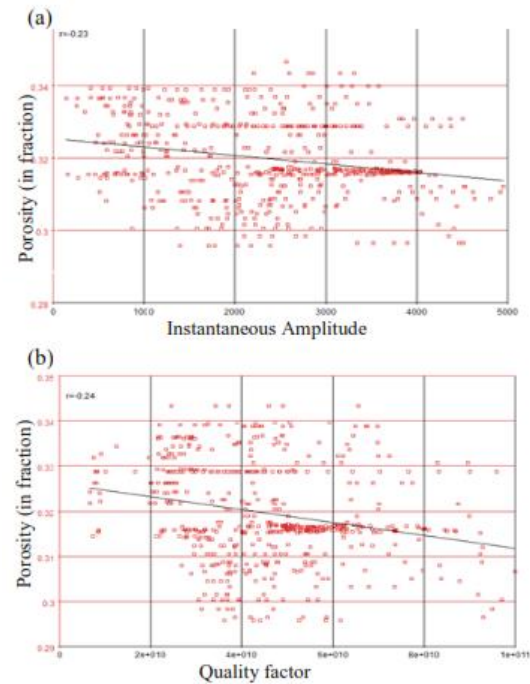 (a)
r=-0.23
0.34
0.32
0.3
0.28
Porosity (in fraction)
1000 2000 3000 4000 5000
Instantaneous Amplitude
(b)
0.35
r=-0.24
0.34
0.33
0.32
0.31
0.3
0.29
Porosity (in fraction)
0 2e+010 4e+010 6e+010 8e+010 1e+011
Quality factor